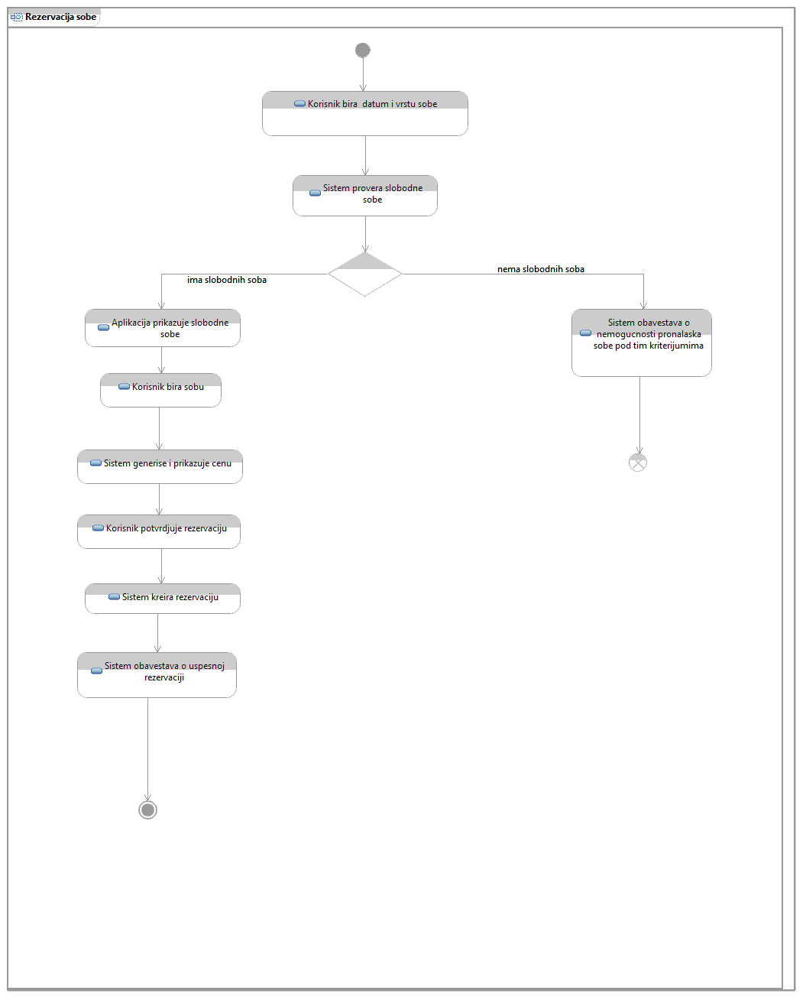 Rezervacija sobe
Korisnik bira  datum i vrstu sobe
Sistem provera slobodne
sobe
nema slobodnih soba
ima slobodnih soba
Aplikacija prikazuje slobodne
sobe
Sistem obavestava o
nemogucnosti pronalaska
sobe pod tim kriterijumima
Korisnik bira sobu
Sistem generise i prikazuje cenu
Korisnik potvrdjuje rezervaciju
Sistem kreira rezervaciju
Sistem obavestava o uspesnoj
rezervaciji